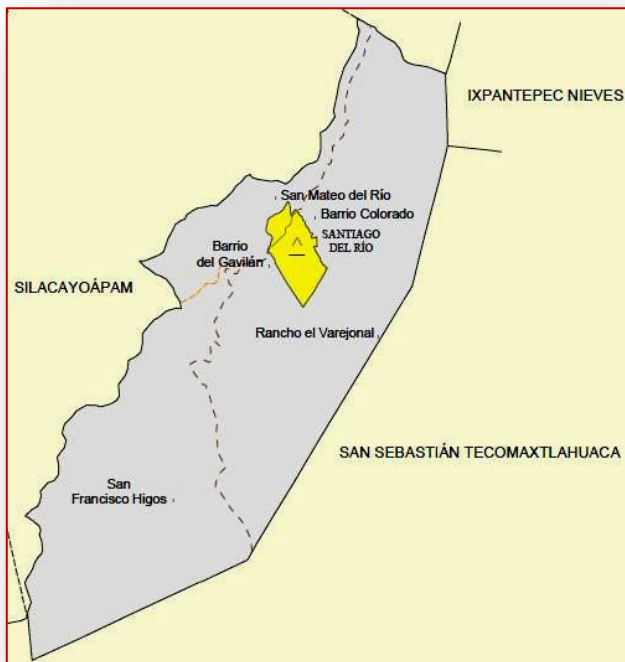 IXPANTEPEC NIEVES
San Mateo del Río
Barrio Colorado
SANTIAGO
DEL RÍO
Barrio
del Gavilán
SILACAYOÁPAM
Rancho el Varejonal
SAN SEBASTIÁN TECOMAXTLAHUACA
San
Francisco Higos